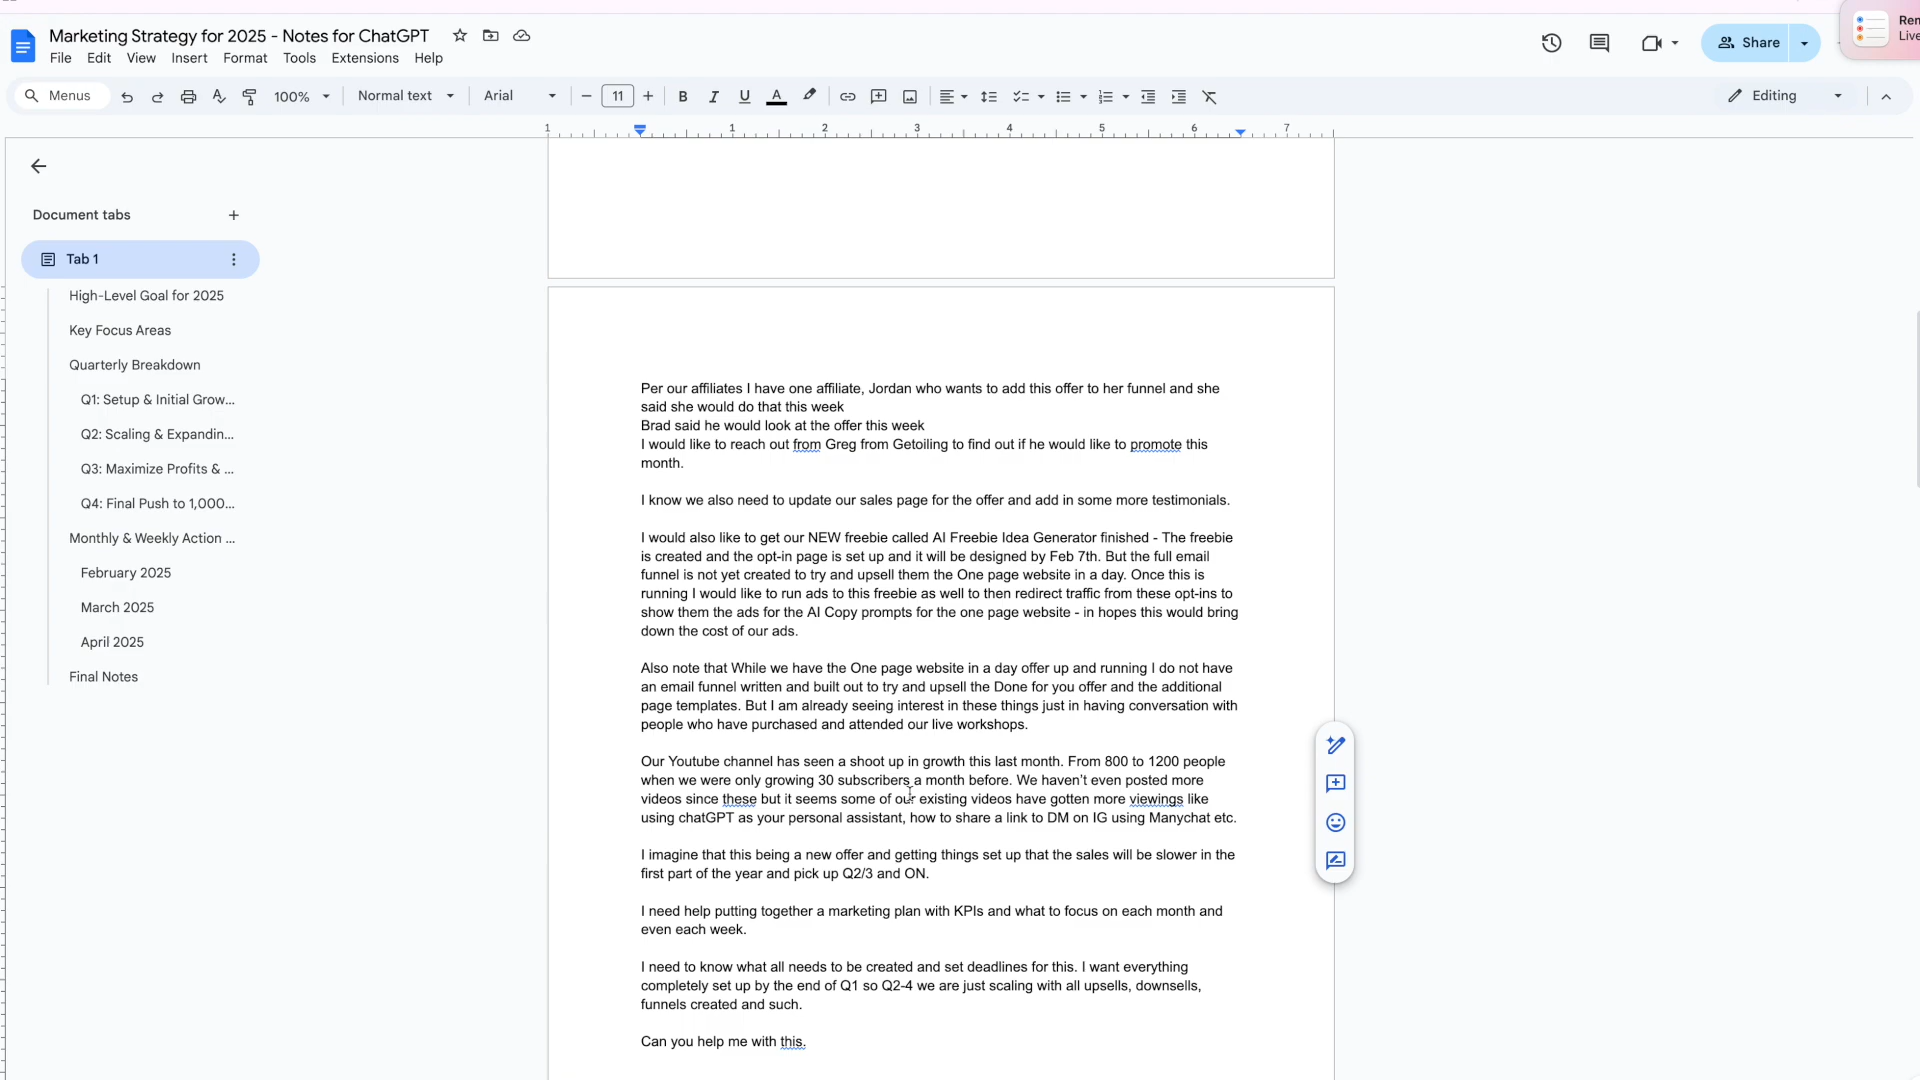 Marketing Strategy for 2025 - Notes for ChatGPT
File Edit View Insert Format Tools Extensions Help
Share
Menus 100% Normal text Arial 11 Editing
1 1 2 3 4 5 6 7
Document tabs
Tab 1
High-Level Goal for 2025
Key Focus Areas
Quarterly Breakdown
Q1: Setup & Initial Grow...
Q2: Scaling & Expandin...
Q3: Maximize Profits & ...
Q4: Final Push to 1,000...
Monthly & Weekly Action ...
February 2025
March 2025
April 2025
Final Notes
Per our affiliates I have one affiliate, Jordan who wants to add this offer to her funnel and she
said she would do that this week
Brad said he would look at the offer this week
I would like to reach out from Greg from Getoiling to find out if he would like to promote this
month.
I know we also need to update our sales page for the offer and add in some more testimonials.
I would also like to get our NEW freebie called AI Freebie Idea Generator finished - The freebie
is created and the opt-in page is set up and it will be designed by Feb 7th. But the full email
funnel is not yet created to try and upsell them the One page website in a day. Once this is
running I would like to run ads to this freebie as well to then redirect traffic from these opt-ins to
show them the ads for the AI Copy prompts for the one page website - in hopes this would bring
down the cost of our ads.
Also note that While we have the One page website in a day offer up and running I do not have
an email funnel written and built out to try and upsell the Done for you offer and the additional
page templates. But I am already seeing interest in these things just in having conversation with
people who have purchased and attended our live workshops.
Our Youtube channel has seen a shoot up in growth this last month. From 800 to 1200 people
when we were only growing 30 subscribers a month before. We haven't even posted more
videos since these but it seems some of our existing videos have gotten more viewings like
using chatGPT as your personal assistant, how to share a link to DM on IG using Manychat etc.
I imagine that this being a new offer and getting things set up that the sales will be slower in the
first part of the year and pick up Q2/3 and ON.
I need help putting together a marketing plan with KPIs and what to focus on each month and
even each week.
I need to know what all needs to be created and set deadlines for this. I want everything
completely set up by the end of Q1 so Q2-4 we are just scaling with all upsells, downsells,
funnels created and such.
Can you help me with this.